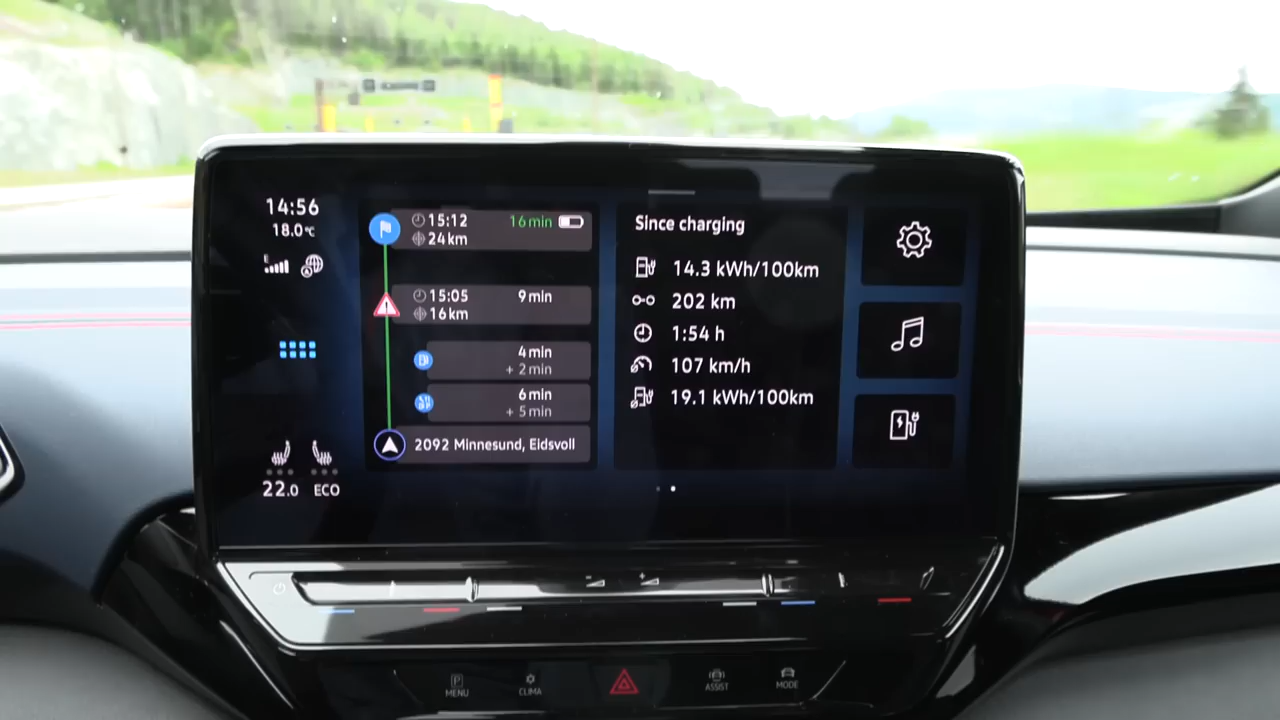 14:56
18.0°C
E
15:12
16 min
24 km
15:05
9 min
16 km
4 min
+ 2 min
6 min
+ 5 min
2092 Minnesund, Eidsvoll
Since charging
14.3 kWh/100km
202 km
1:54 h
107 km/h
19.1 kWh/100km
22.0
ECO
P
MENU
CLIMA
ASSIST
MODE